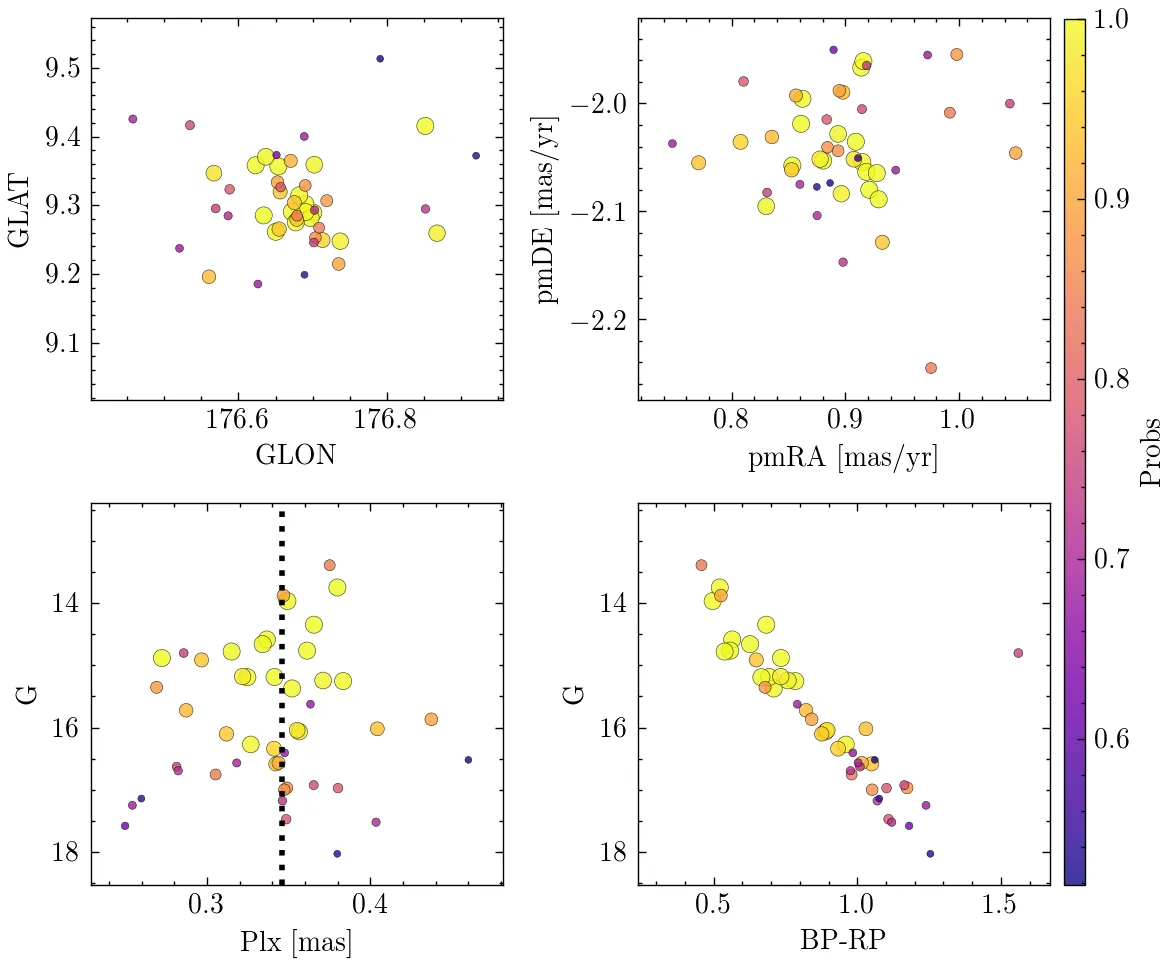 9.5
9.4
9.3
9.2
9.1
GLAT
176.6 176.8
GLON
−2.0
−2.1
−2.2
pmDE [mas/yr]
0.8 0.9 1.0
pmRA [mas/yr]
1.0
0.9
0.8
0.7
0.6
Probs
14
16
18
G
0.3 0.4
Plx [mas]
14
16
18
G
0.5 1.0 1.5
BP-RP